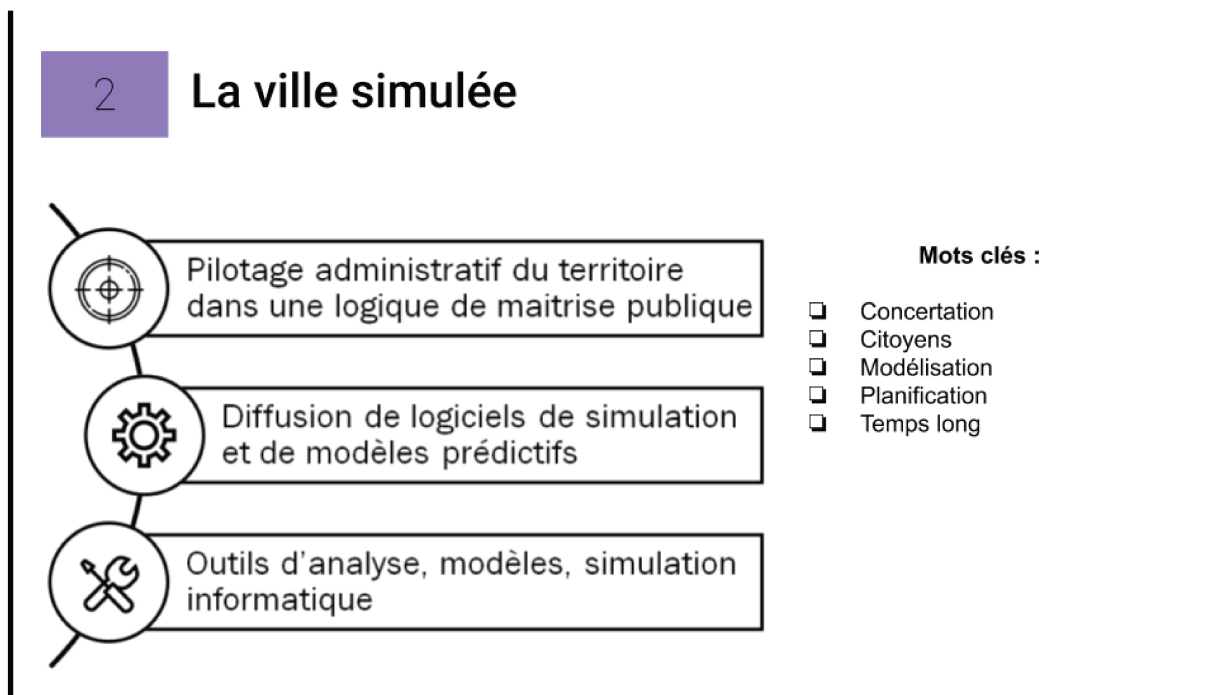 2
La ville simulée
Pilotage administratif du territoire
dans une logique de maitrise publique
Diffusion de logiciels de simulation
et de modèles prédictifs
Outils d'analyse, modèles, simulation
informatique
Mots clés :
Concertation
Citoyens
Modélisation
Planification
Temps long